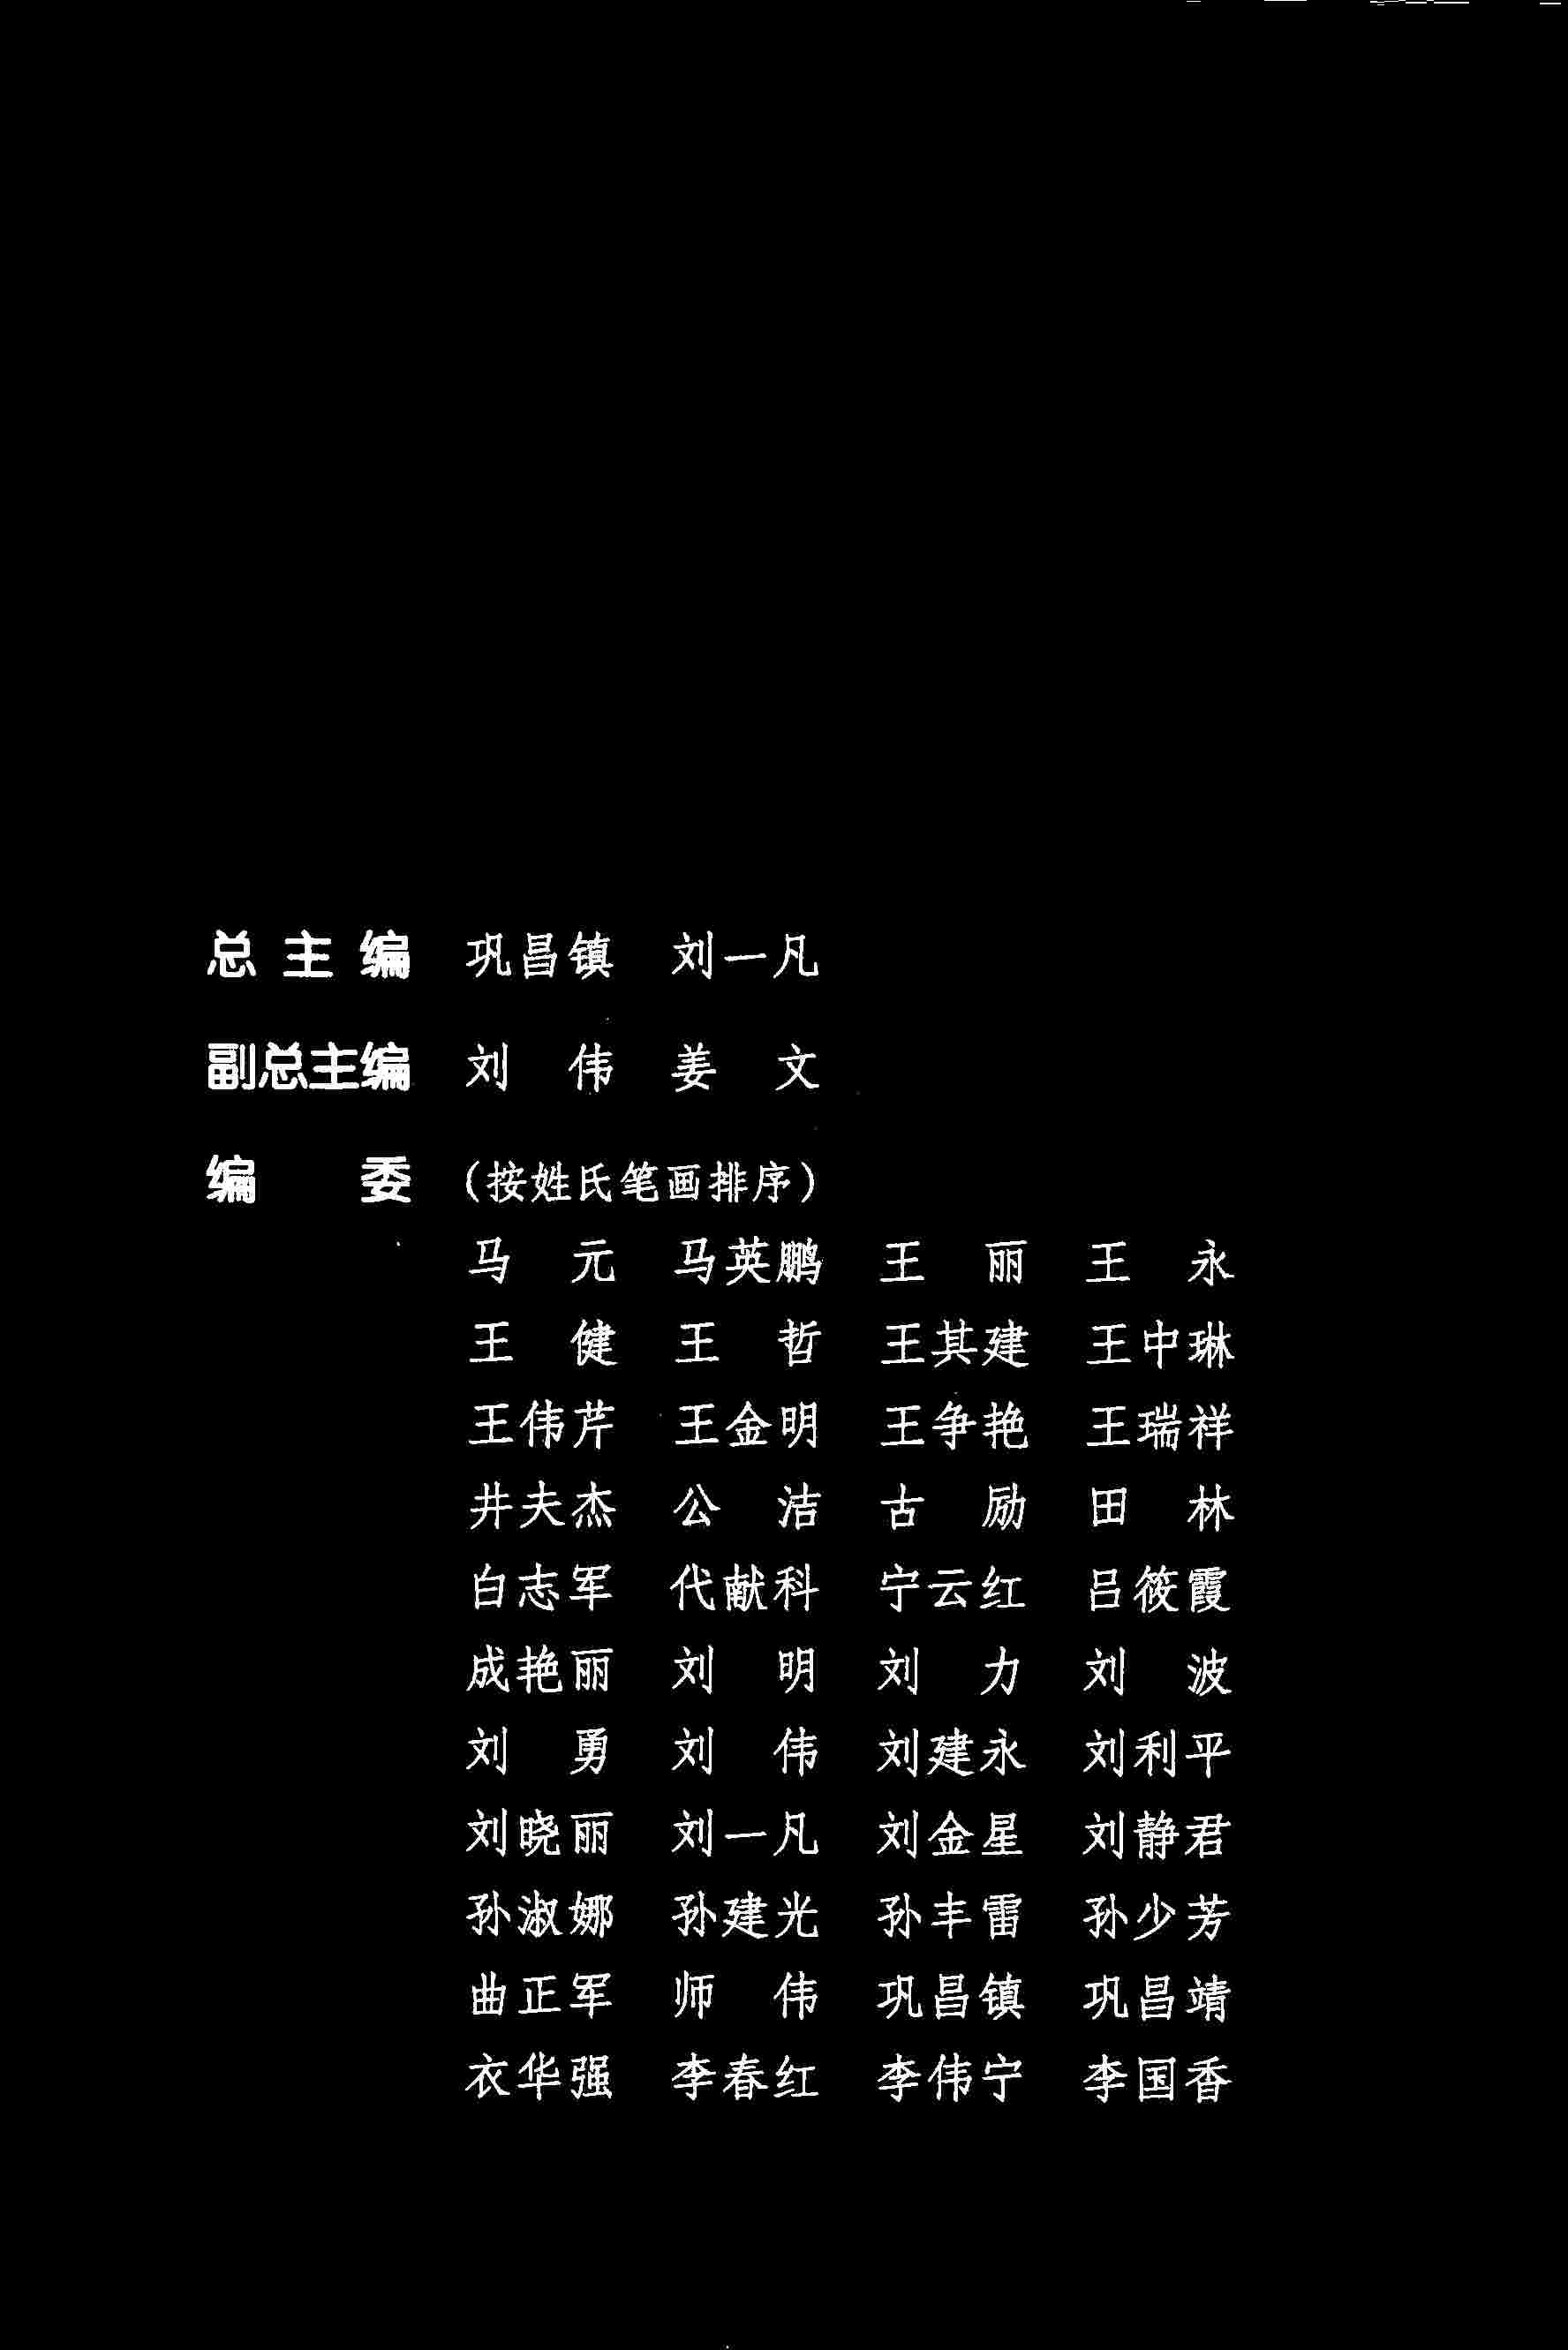 总主编 巩昌镇 刘一凡
副总主编 刘伟 姜文
编委 (按姓氏笔画排序)
马元 马英鹏 王丽 王永
王健 王哲 王其建 王中琳
王伟芹 王金明 王争艳 王瑞祥
井夫杰 公洁 古励 田林
白志军 代献科 宁云红 吕筱霞
成艳丽 刘明 刘力 刘波
刘勇 刘伟 刘建永 刘利平
刘晓丽 刘一凡 刘金星 刘静君
孙淑娜 孙建光 孙丰雷 孙少芳
曲正军 师伟 巩昌镇 巩昌靖
衣华强 李春红 李伟宁 李国香